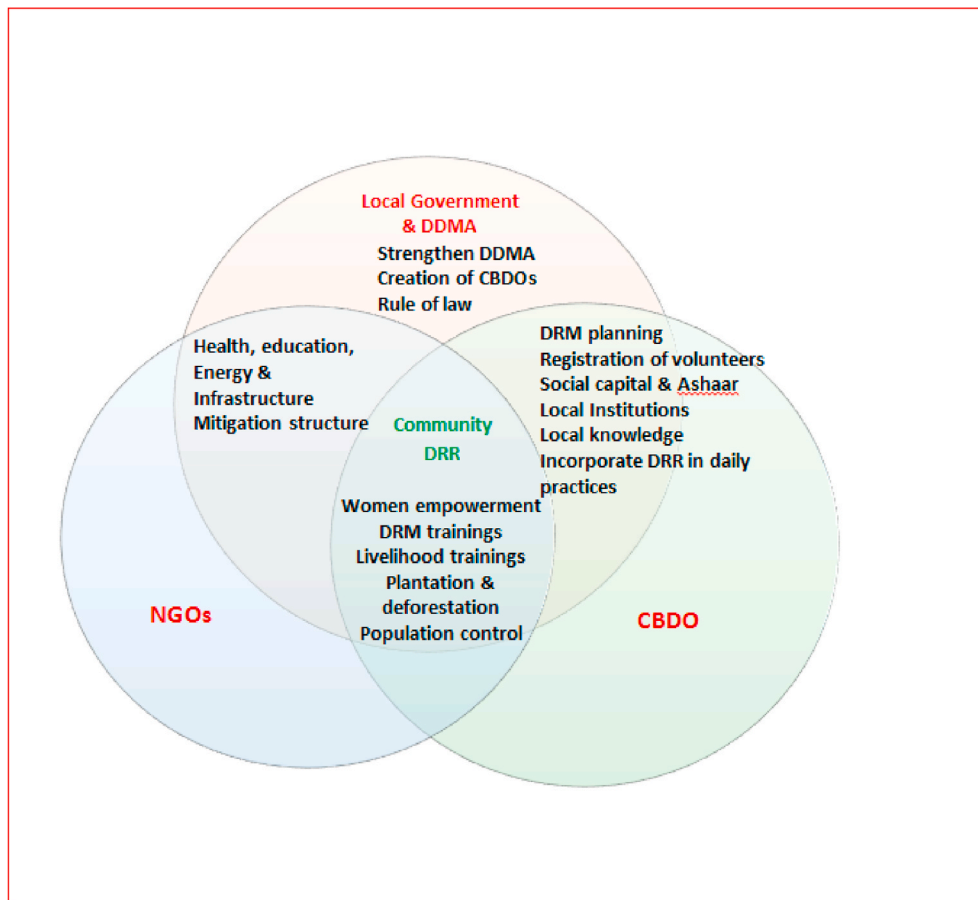 Local Government
& DDMA
Strengthen DDMA
Creation of CBDOs
Rule of law
Health, education,
Energy &
Infrastructure
Mitigation structure
DRM planning
Registration of volunteers
Social capital & Ashaar
Local Institutions
Local knowledge
Incorporate DRR in daily
practices
Community
DRR
Women empowerment
DRM trainings
Livelihood trainings
Plantation &
deforestation
Population control
NGOs
CBDO